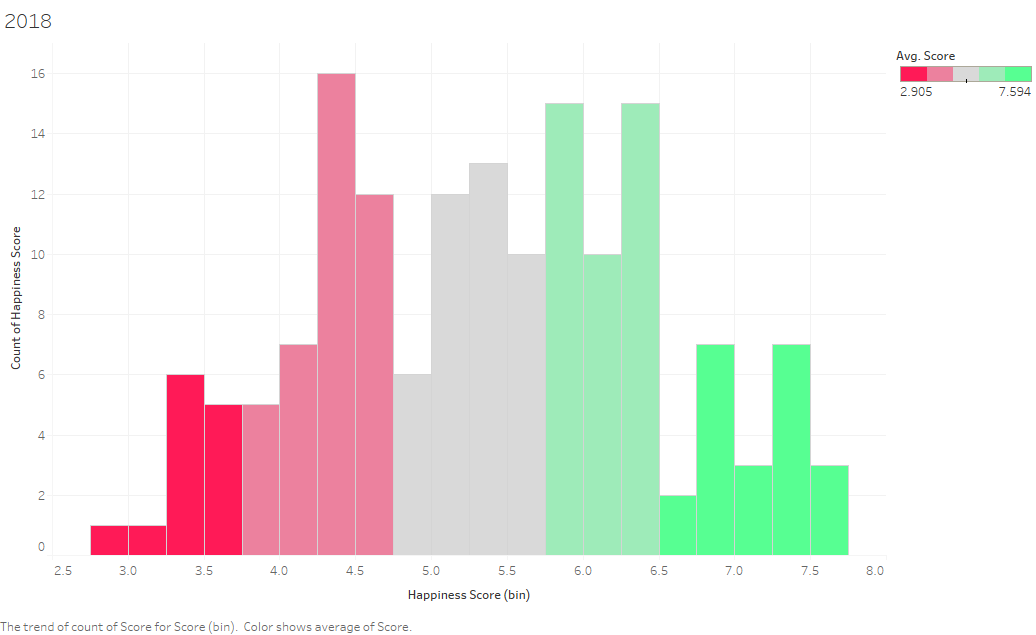 2018
Avg. Score
2.905 7.594
Count of Happiness Score
16
14
12
10
8
6
4
2
0
2.5 3.0 3.5 4.0 4.5 5.0 5.5 6.0 6.5 7.0 7.5 8.0
Happiness Score (bin)
The trend of count of Score for Score (bin). Color shows average of Score.